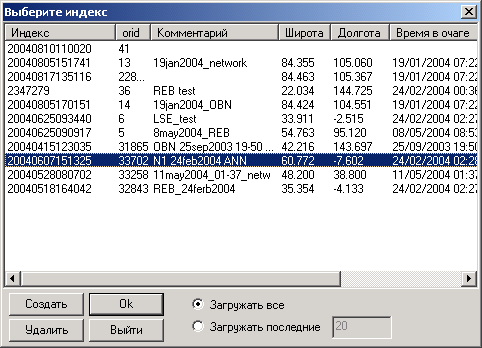 Выберите индекс
Индекс orid Комментарий Широта Долгота Время в очаге
20040810110020 41
20040805151741 13 19jan2004_network 84.355 105.060 19/01/2004 07:22
20040817135116 228... 84.463 105.367 19/01/2004 07:22
2347279 36 REB test 22.034 144.725 24/02/2004 00:36
20040805170151 14 19jan2004_OBN 84.424 104.551 19/01/2004 07:22
20040625093440 6 LSE_test 33.911 -2.515 24/02/2004 02:27
20040625090917 5 8may2004_REB 54.763 95.120 08/05/2004 08:53
20040415123035 31865 OBN 25sep2003 19-50 ... 42.216 143.697 25/09/2003 19:50
20040607151325 33702 N1 24feb2004 ANN 60.772 -7.602 24/02/2004 02:29
20040528080702 33258 11may2004_01-37_netw 48.200 38.800 11/05/2004 01:37
20040518164042 32843 REB_24ferb2004 35.354 -4.133 24/02/2004 02:27
Создать Ok Загружать все
Удалить Выйти Загружать последние 20